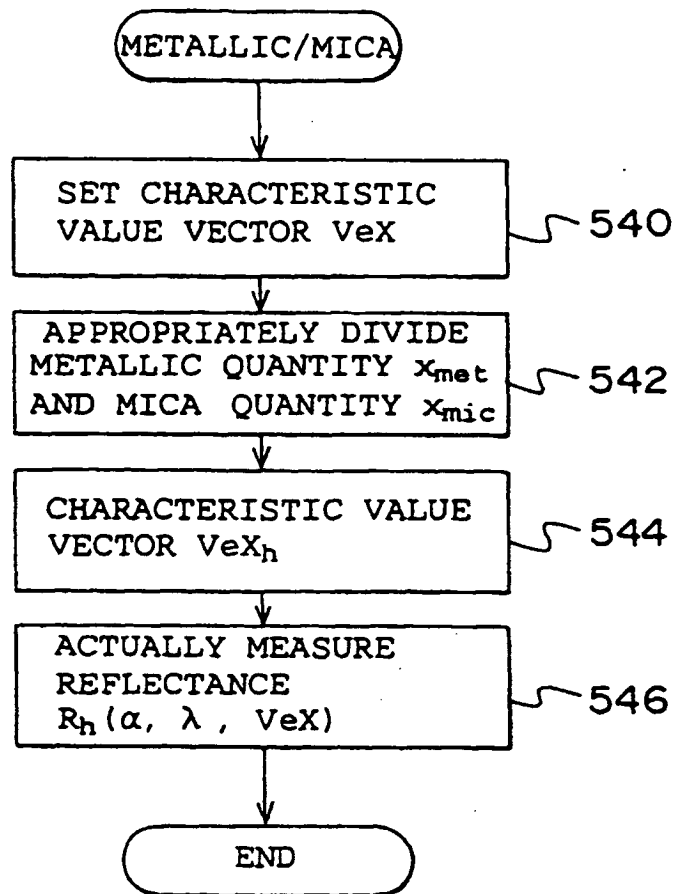 METALLIC/MICA
SET CHARACTERISTIC
VALUE VECTOR VeX
540
APPROPRIATELY DIVIDE
METALLIC QUANTITY xmet
AND MICA QUANTITY xmic
542
CHARACTERISTIC VALUE
VECTOR VeXh
544
ACTUALLY MEASURE
REFLECTANCE
Rh(α, λ, VeX)
546
END